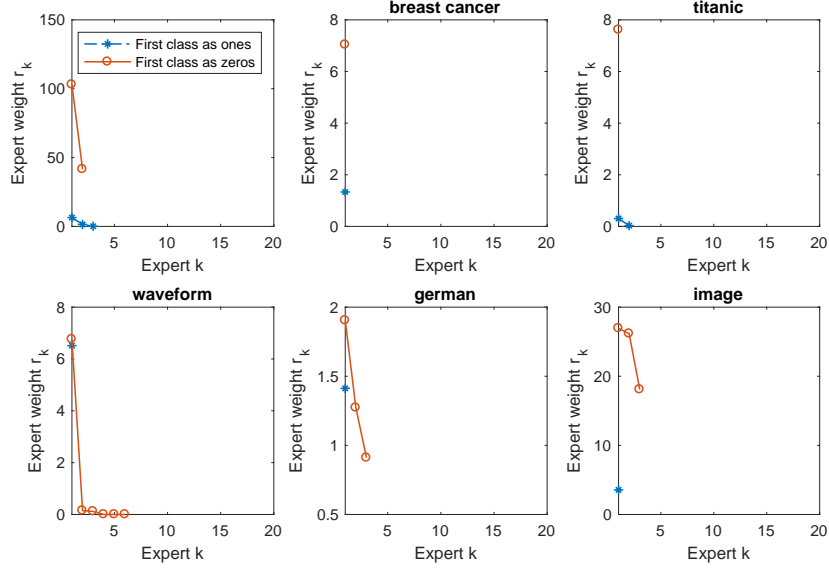 150
100
50
0
Expert weight r_k
First class as ones
First class as zeros
5 10 15 20
Expert k
breast cancer
8
6
4
2
0
Expert weight r_k
5 10 15 20
Expert k
titanic
8
6
4
2
0
Expert weight r_k
5 10 15 20
Expert k
waveform
8
6
4
2
0
Expert weight r_k
5 10 15 20
Expert k
german
2
1.5
1
0.5
Expert weight r_k
5 10 15 20
Expert k
image
30
20
10
0
Expert weight r_k
5 10 15 20
Expert k